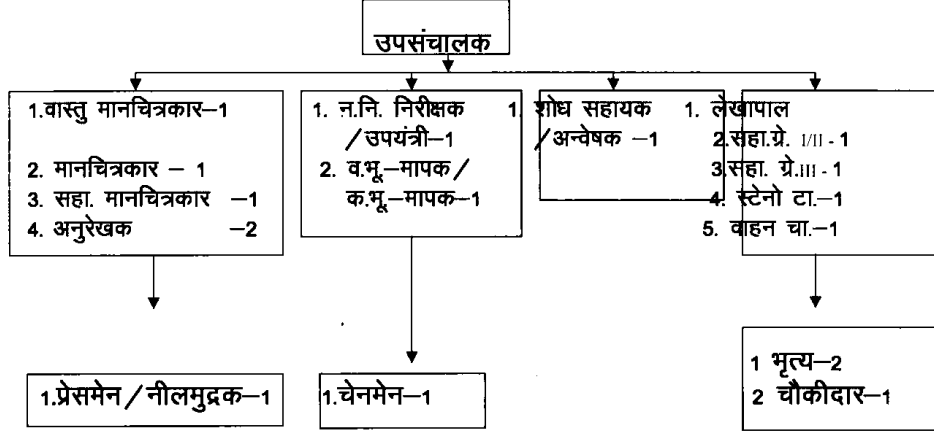 उपसंचालक
1.वास्तु मानचित्रकार–1
2. मानचित्रकार – 1
3. सहा. मानचित्रकार –1
4. अनुरेखक –2
1. न.नि. निरीक्षक
/उपयंत्री–1
2. व.भू.–मापक/
क.भू.–मापक–1
1. शोध सहायक
/अन्वेषक –1
1. लेखापाल
2.सहा.ग्रे. I/II - 1
3.सहा. ग्रे.III - 1
4. स्टेनो टा.–1
5. वाहन चा.–1
1.प्रेसमेन/नीलमुद्रक–1
1.चेनमेन–1
1 भृत्य–2
2 चौकीदार–1